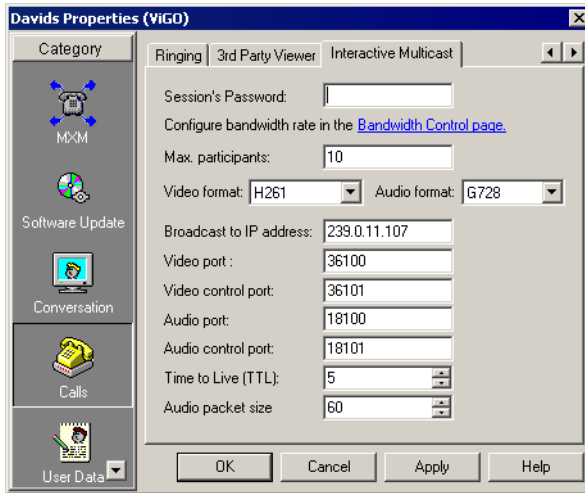 Davids Properties (ViGO)
Category
MXM
Software Update
Conversation
Calls
User Data
Ringing 3rd Party Viewer Interactive Multicast
Session's Password:
Configure bandwidth rate in the Bandwidth Control page.
Max. participants: 10
Video format: H261 Audio format: G728
Broadcast to IP address: 239.0.11.107
Video port : 36100
Video control port: 36101
Audio port: 18100
Audio control port: 18101
Time to Live (TTL): 5
Audio packet size 60
OK Cancel Apply Help